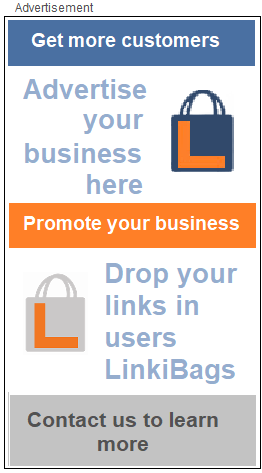 Advertisement
Get more customers
Advertise
your
business
here
L
Promote your business
L
Drop your
links in
users
LinkiBags
Contact us to learn
more